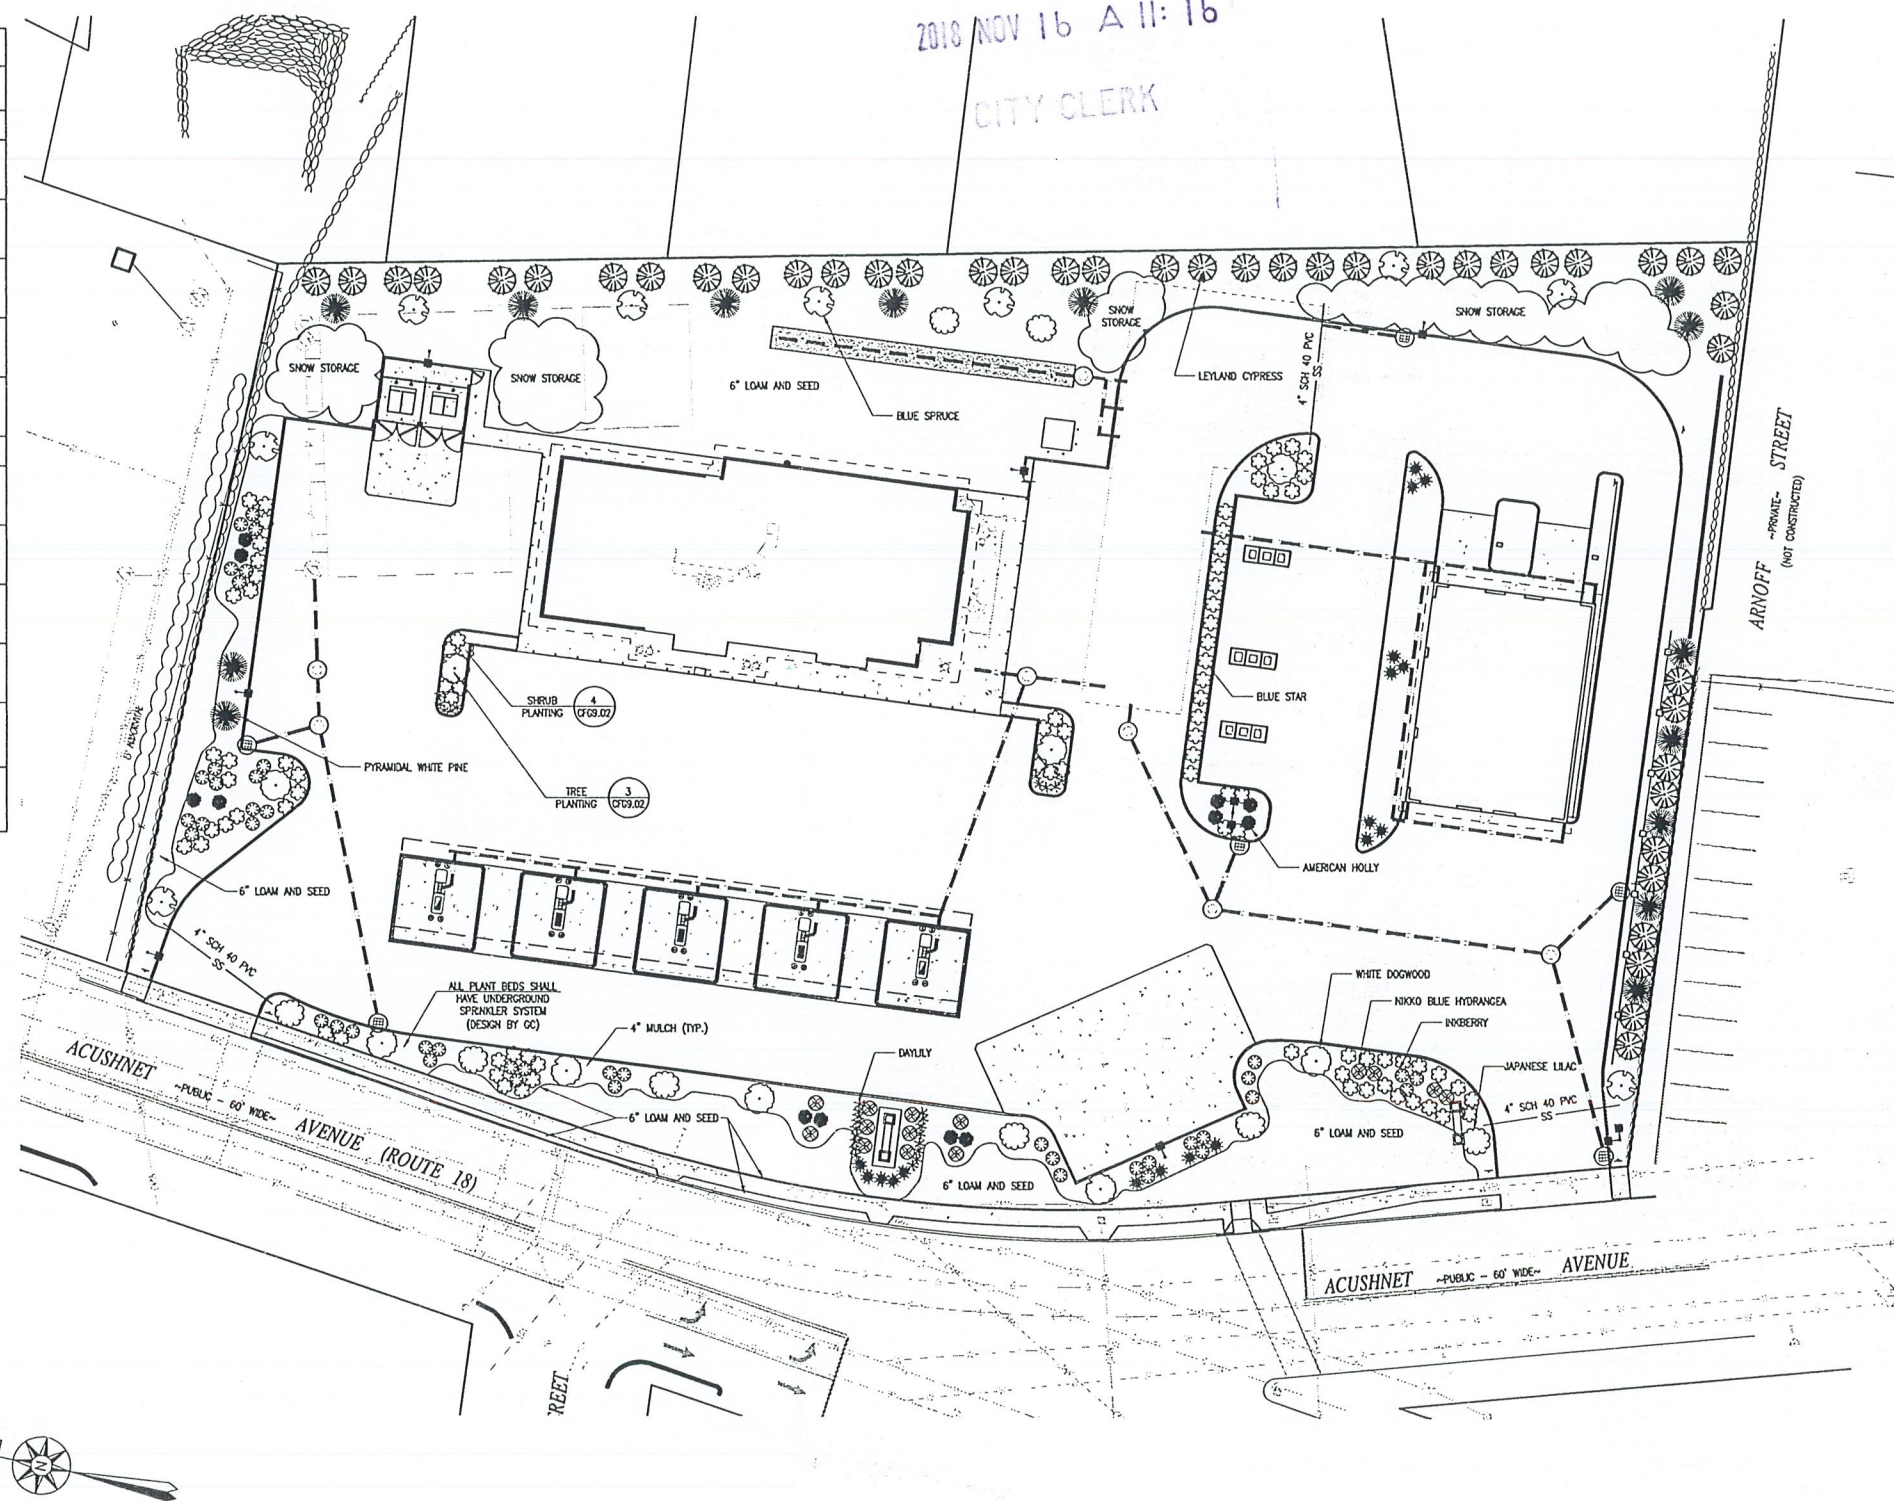 2018 NOV 16 A 11: 16
CITY CLERK
SNOW STORAGE
SNOW STORAGE
SNOW
STORAGE
SNOW STORAGE
6" LOAM AND SEED
BLUE SPRUCE
LEYLAND CYPRESS
4" SCH 40 PVC
SS
ARNOFF ~PRIVATE~ STREET
(NOT CONSTRUCTED)
SHRUB
PLANTING
4
CFG9.02
BLUE STAR
PYRAMIDAL WHITE PINE
TREE
PLANTING
3
CFG9.02
AMERICAN HOLLY
6" LOAM AND SEED
4" SCH 40 PVC
SS
ALL PLANT BEDS SHALL
HAVE UNDERGROUND
SPRINKLER SYSTEM
(DESIGN BY GC)
4" MULCH (TYP.)
DAYLILY
WHITE DOGWOOD
NIKKO BLUE HYDRANGEA
INKBERRY
JAPANESE LILAC
4" SCH 40 PVC
SS
6" LOAM AND SEED
6" LOAM AND SEED
6" LOAM AND SEED
ACUSHNET ~PUBLIC - 60' WIDE~ AVENUE (ROUTE 18)
ACUSHNET ~PUBLIC - 60' WIDE~ AVENUE
REET
N